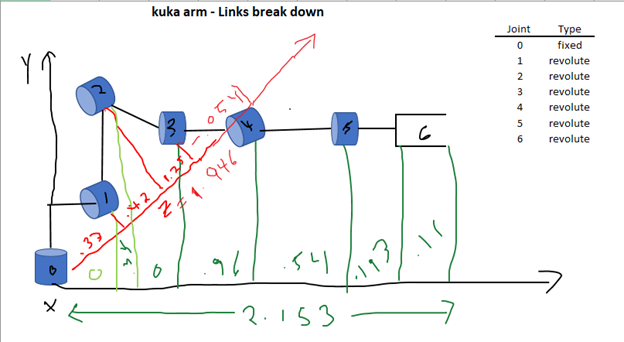 kuka arm - Links break down
Joint Type
0 fixed
1 revolute
2 revolute
3 revolute
4 revolute
5 revolute
6 revolute
Y
2
3
4
5
6
1
0
X
.33
.42
1.25
-.054
Z = 1.946
0
.35
0
.96
.541
.193
.11
2.153